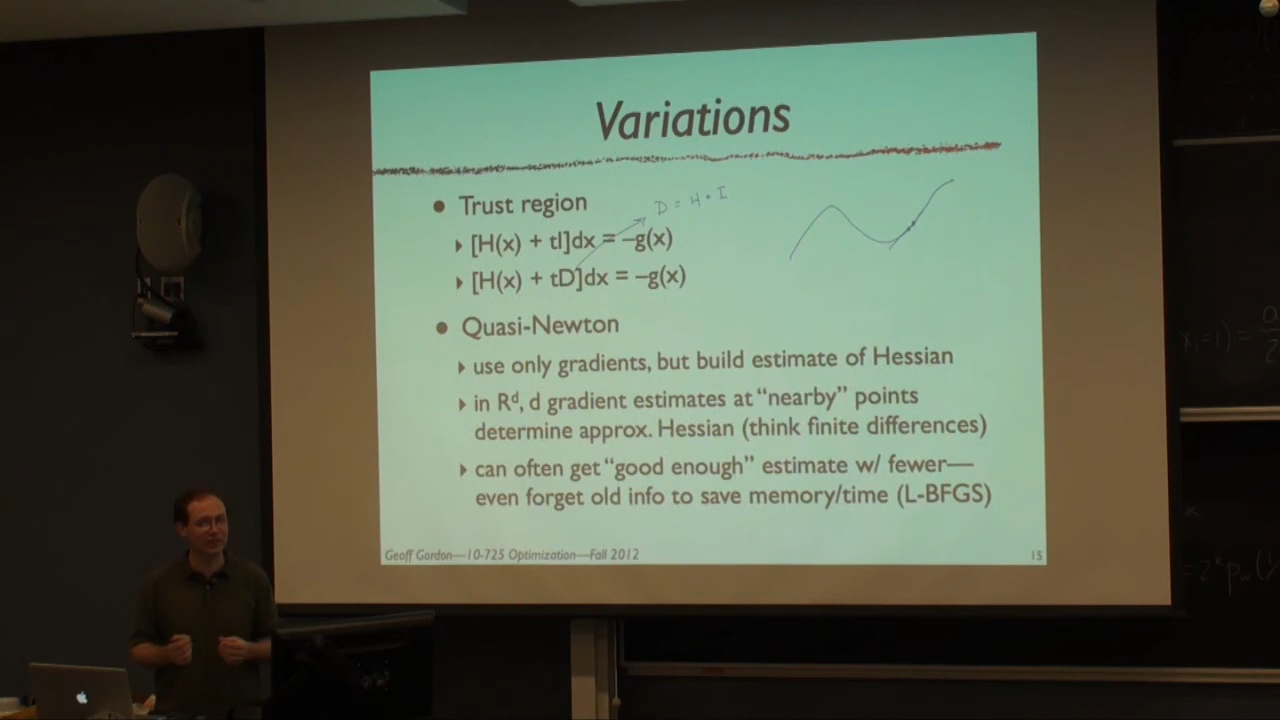 Variations
• Trust region
D = H • I
‣ [H(x) + tI]dx = –g(x)
‣ [H(x) + tD]dx = –g(x)
• Quasi-Newton
‣ use only gradients, but build estimate of Hessian
‣ in Rᵈ, d gradient estimates at “nearby” points
determine approx. Hessian (think finite differences)
‣ can often get “good enough” estimate w/ fewer—
even forget old info to save memory/time (L-BFGS)
Geoff Gordon—10-725 Optimization—Fall 2012
15